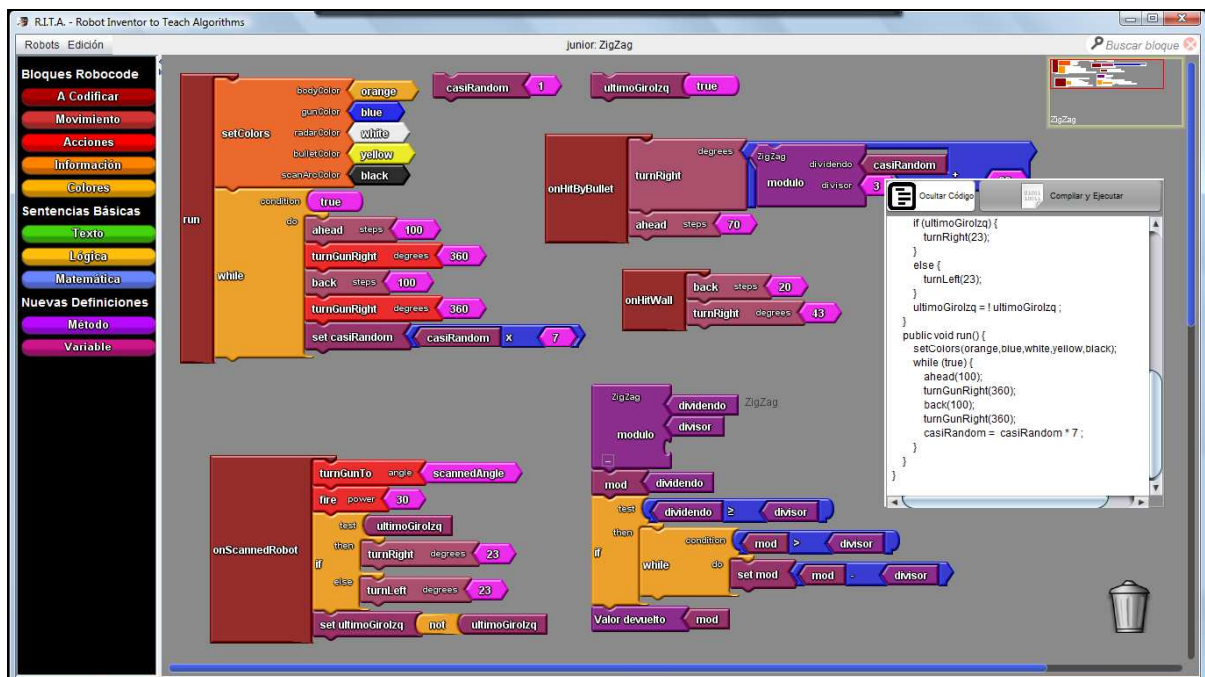 R.I.T.A. - Robot Inventor to Teach Algorithms
Robots Edición
junior: ZigZag
Buscar bloque
Bloques Robocode
A Codificar
Movimiento
Acciones
Información
Colores
Sentencias Básicas
Texto
Lógica
Matemática
Nuevas Definiciones
Método
Variable
run
setColors
bodyColor orange
gunColor blue
radarColor white
bulletColor yellow
scanArcColor black
while
condition true
do
ahead steps 100
turnGunRight degrees 360
back steps 100
turnGunRight degrees 360
set casiRandom casiRandom x 7
casiRandom 1
ultimoGiroIzq true
onHitByBullet
turnRight degrees
ZigZag
modulo
dividendo casiRandom
divisor 3
+
ahead steps 70
onHitWall
back steps 20
turnRight degrees 43
ZigZag
Ocultar Código
Compilar y Ejecutar
if (ultimoGiroIzq) {
turnRight(23);
}
else {
turnLeft(23);
}
ultimoGiroIzq = ! ultimoGiroIzq ;
}
public void run() {
setColors(orange,blue,white,yellow,black);
while (true) {
ahead(100);
turnGunRight(360);
back(100);
turnGunRight(360);
casiRandom = casiRandom * 7 ;
}
}
}
onScannedRobot
turnGunTo angle scannedAngle
fire power 30
if
test ultimoGiroIzq
then
turnRight degrees 23
else
turnLeft degrees 23
set ultimoGiroIzq not ultimoGiroIzq
ZigZag
modulo
dividendo ZigZag
divisor
mod dividendo
if
test dividendo ≥ divisor
then
while
condition mod > divisor
do
set mod mod - divisor
Valor devuelto mod